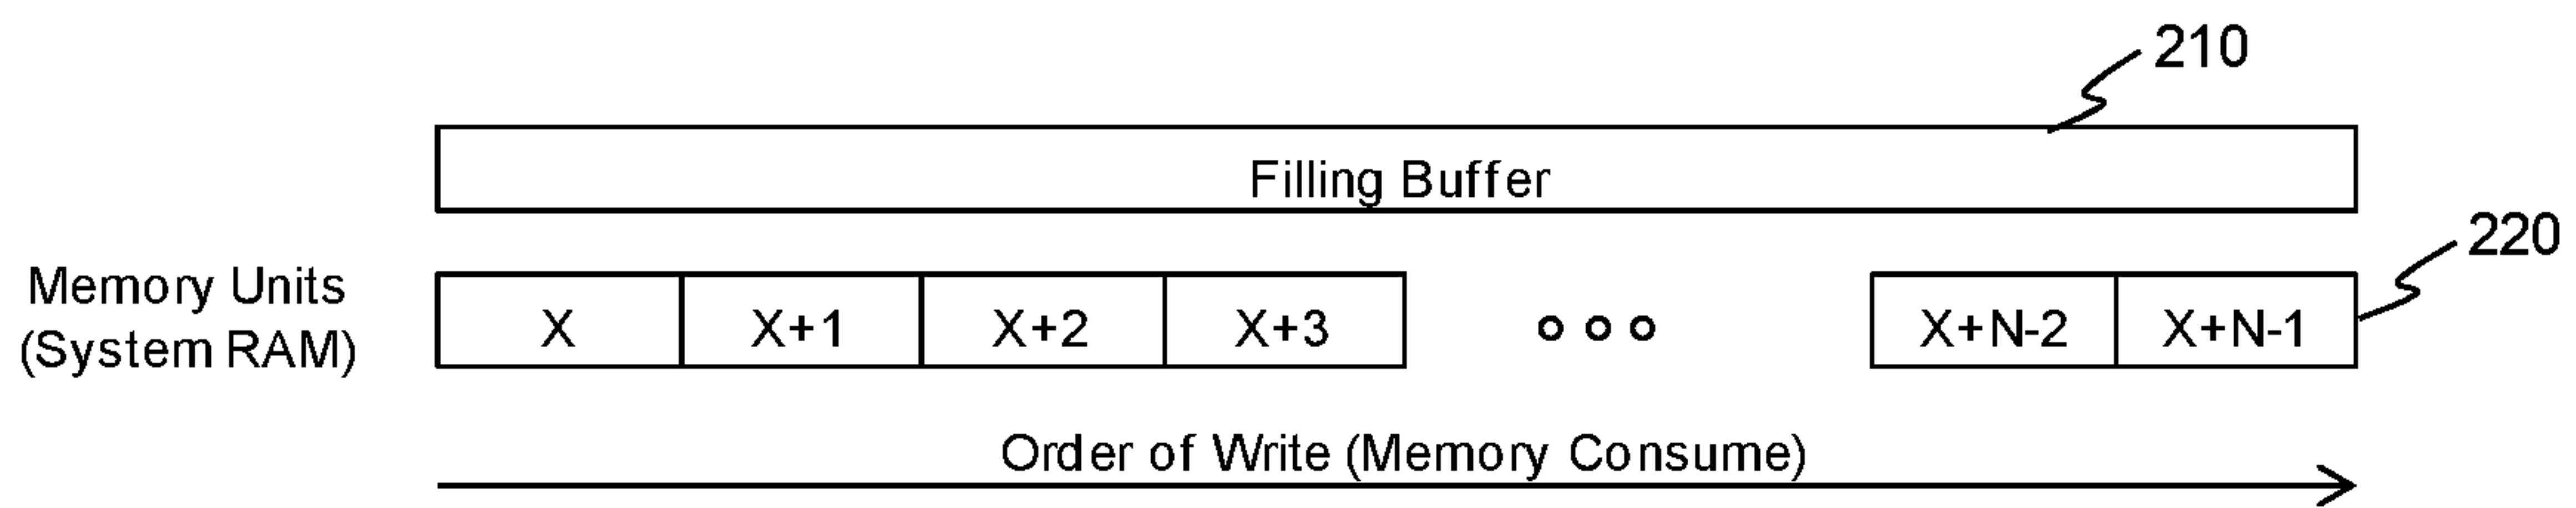 210
Filling Buffer
220
Memory Units
(System RAM)
X X+1 X+2 X+3 X+N-2 X+N-1
Order of Write (Memory Consume)